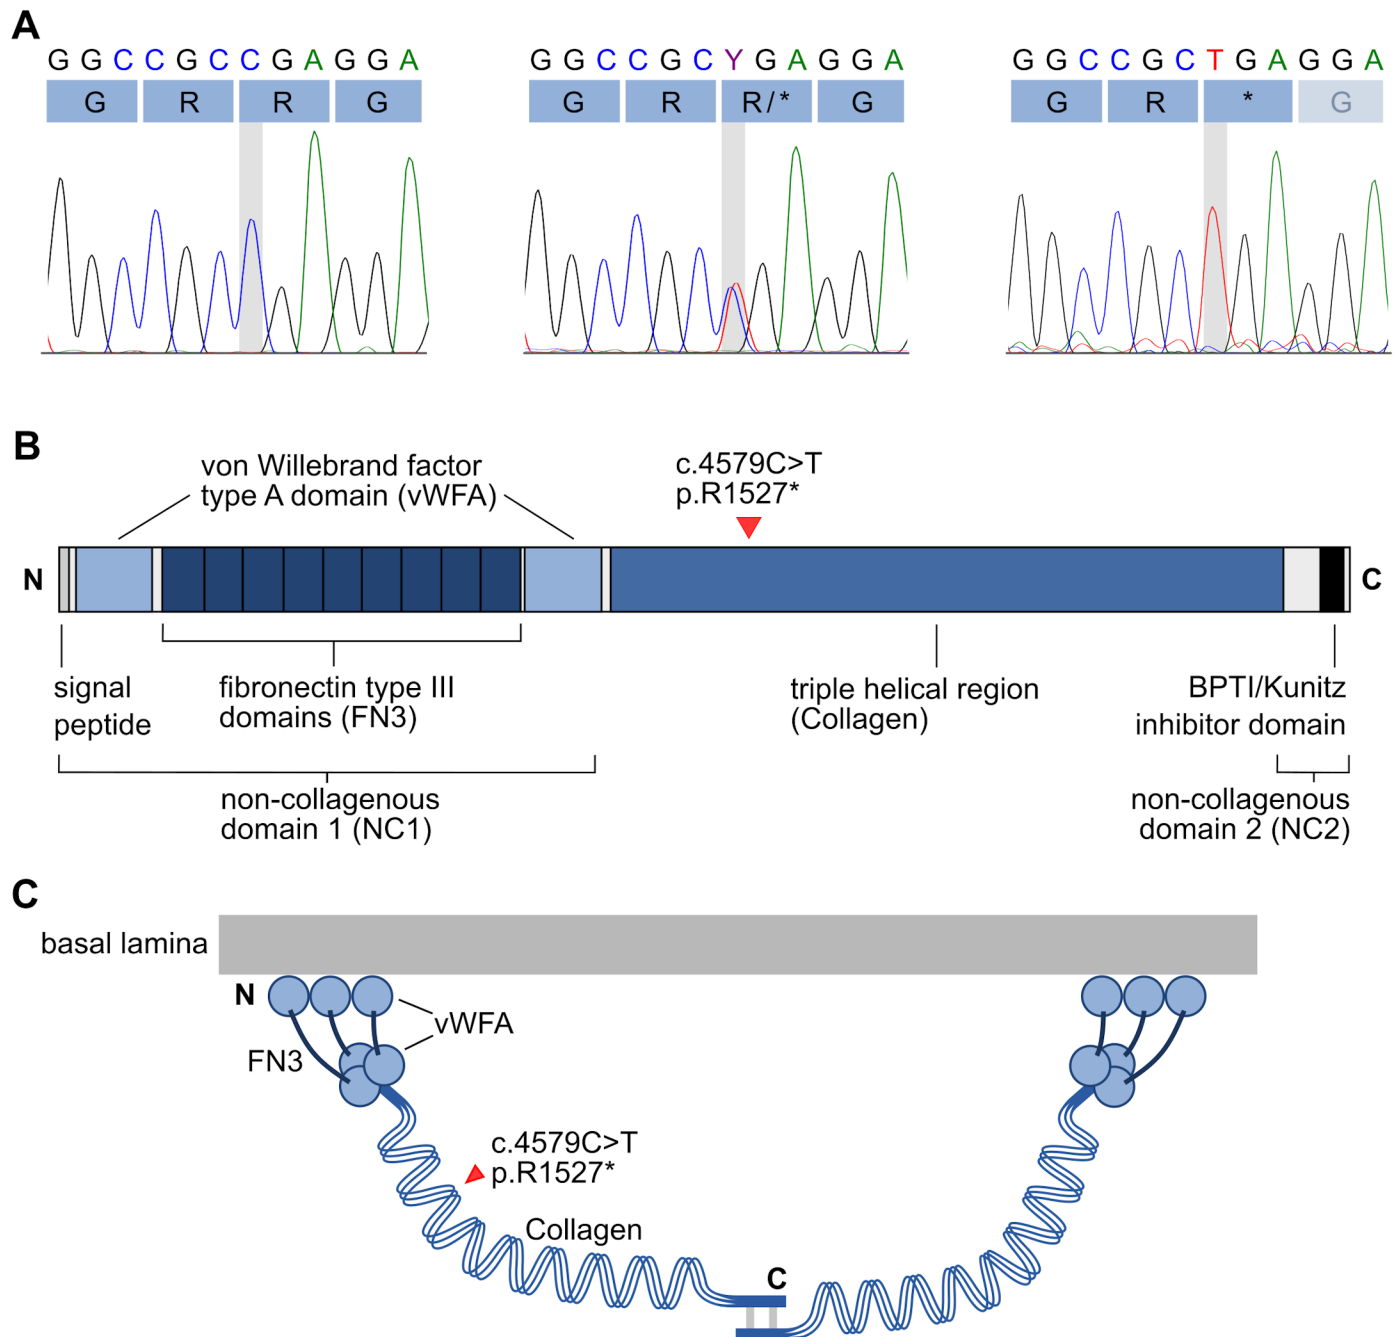 A
G G C C G C C G A G G A
G R R G
G G C C G C Y G A G G A
G R R/* G
G G C C G C T G A G G A
G R * G
B
von Willebrand factor
type A domain (vWFA)
c.4579C>T
p.R1527*
N
C
signal
peptide
fibronectin type III
domains (FN3)
triple helical region
(Collagen)
BPTI/Kunitz
inhibitor domain
non-collagenous
domain 1 (NC1)
non-collagenous
domain 2 (NC2)
C
basal lamina
N
vWFA
FN3
c.4579C>T
p.R1527*
Collagen
C